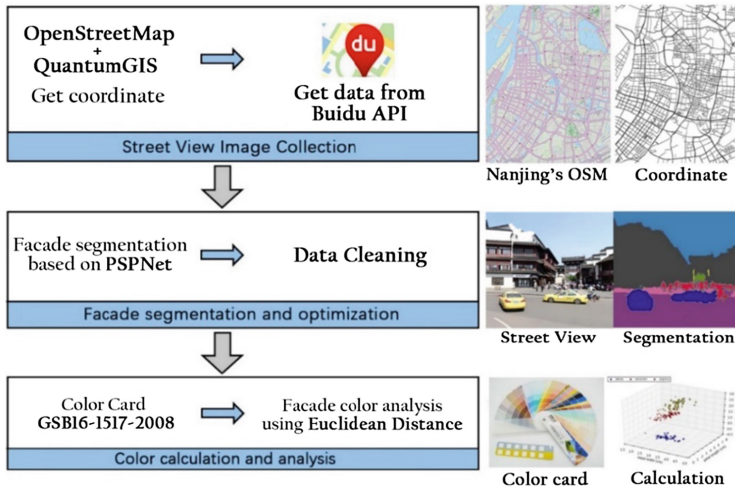 OpenStreetMap
+
QuantumGIS
Get coordinate
du
Get data from
Buidu API
Street View Image Collection
Nanjing's OSM
Coordinate
Facade segmentation
based on PSPNet
Data Cleaning
Facade segmentation and optimization
Street View
Segmentation
Color Card
GSB16-1517-2008
Facade color analysis
using Euclidean Distance
Color calculation and analysis
Color card
Calculation